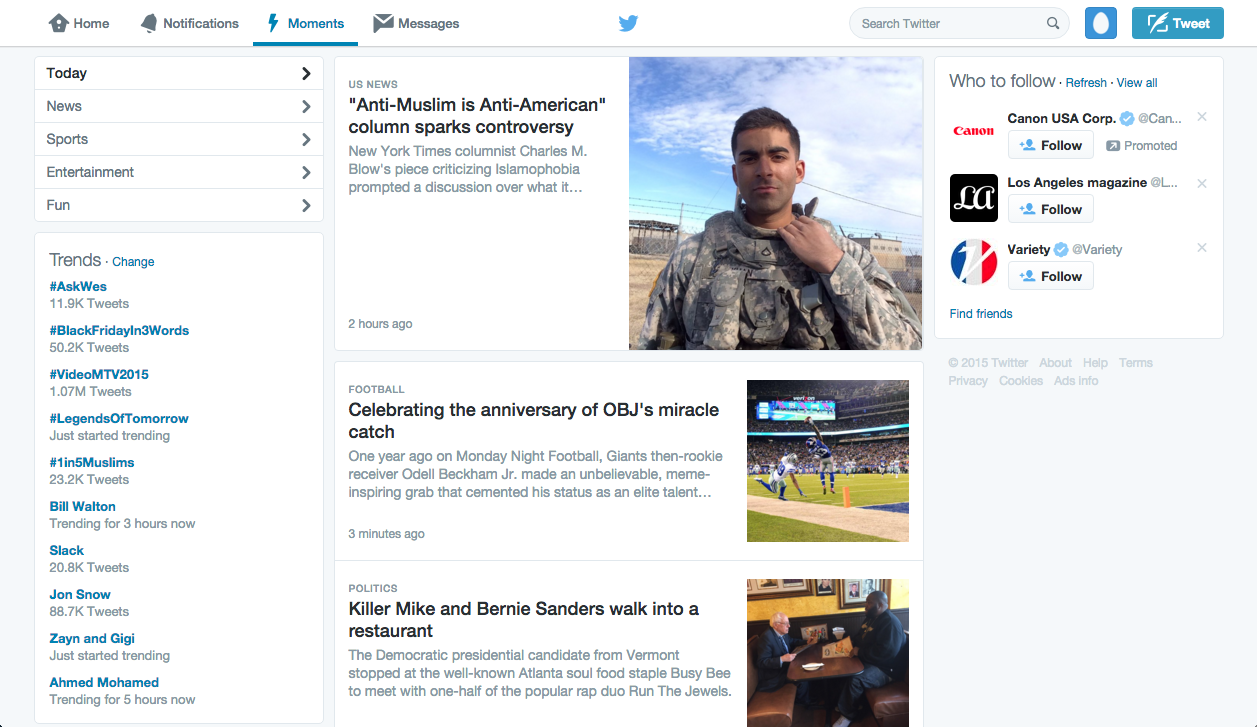 Home
Notifications
Moments
Messages
Search Twitter
Tweet
Today
News
Sports
Entertainment
Fun
Trends · Change
#AskWes
11.9K Tweets
#BlackFridayIn3Words
50.2K Tweets
#VideoMTV2015
1.07M Tweets
#LegendsOfTomorrow
Just started trending
#1in5Muslims
23.2K Tweets
Bill Walton
Trending for 3 hours now
Slack
20.8K Tweets
Jon Snow
88.7K Tweets
Zayn and Gigi
Just started trending
Ahmed Mohamed
Trending for 5 hours now
US NEWS
"Anti-Muslim is Anti-American"
column sparks controversy
New York Times columnist Charles M.
Blow's piece criticizing Islamophobia
prompted a discussion over what it…
2 hours ago
FOOTBALL
Celebrating the anniversary of OBJ's miracle
catch
One year ago on Monday Night Football, Giants then-rookie
receiver Odell Beckham Jr. made an unbelievable, meme-
inspiring grab that cemented his status as an elite talent…
3 minutes ago
verizon
POLITICS
Killer Mike and Bernie Sanders walk into a
restaurant
The Democratic presidential candidate from Vermont
stopped at the well-known Atlanta soul food staple Busy Bee
to meet with one-half of the popular rap duo Run The Jewels.
Who to follow · Refresh · View all
Canon
Canon USA Corp. @Can...
Follow
Promoted
LA
Los Angeles magazine @L...
Follow
V
Variety @Variety
Follow
Find friends
© 2015 Twitter About Help Terms
Privacy Cookies Ads info